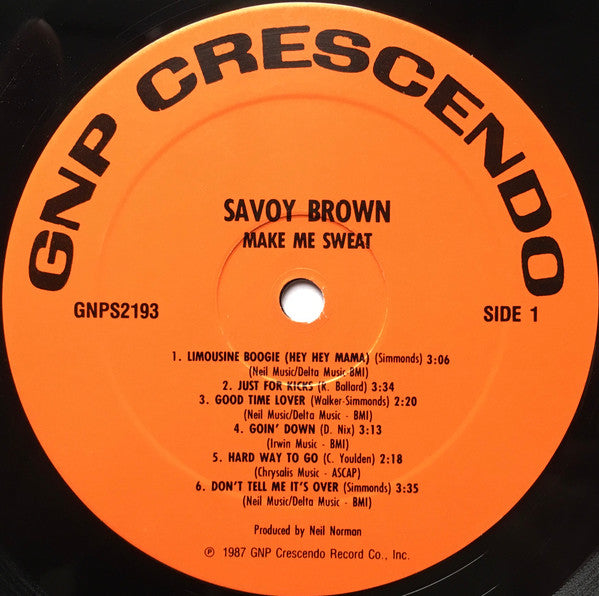 GNP CRESCENDO
SAVOY BROWN
MAKE ME SWEAT
GNPS2193
SIDE 1
1. LIMOUSINE BOOGIE (HEY HEY MAMA) (Simmonds) 3:06
(Neil Music/Delta Music BMI)
2. JUST FOR KICKS (R. Ballard) 3:34
3. GOOD TIME LOVER (Walker-Simmonds) 2:20
(Neil Music/Delta Music - BMI)
4. GOIN' DOWN (D. Nix) 3:13
(Irwin Music - BMI)
5. HARD WAY TO GO (C. Youlden) 2:18
(Chrysalis Music - ASCAP)
6. DON'T TELL ME IT'S OVER (Simmonds) 3:35
(Neil Music/Delta Music - BMI)
Produced by Neil Norman
℗ 1987 GNP Crescendo Record Co., Inc.